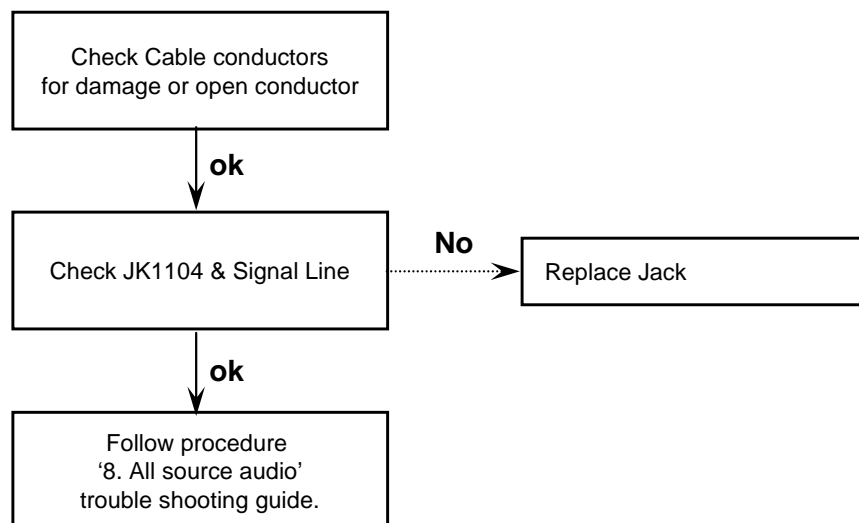 Check Cable conductors
for damage or open conductor
ok
Check JK1104 & Signal Line
No
Replace Jack
ok
Follow procedure
‘8. All source audio’
trouble shooting guide.